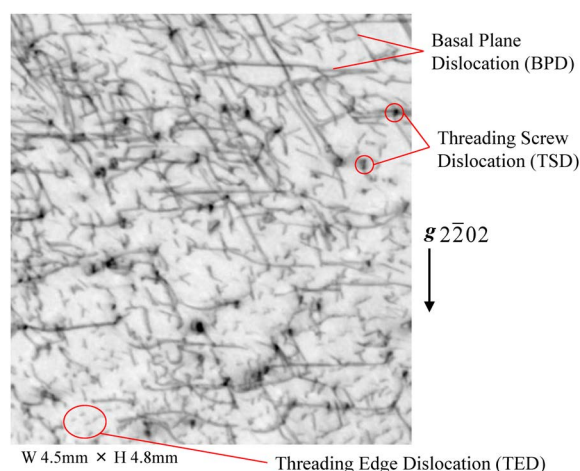 Basal Plane
Dislocation (BPD)
Threading Screw
Dislocation (TSD)
g 22̅02
W 4.5mm × H 4.8mm
Threading Edge Dislocation (TED)